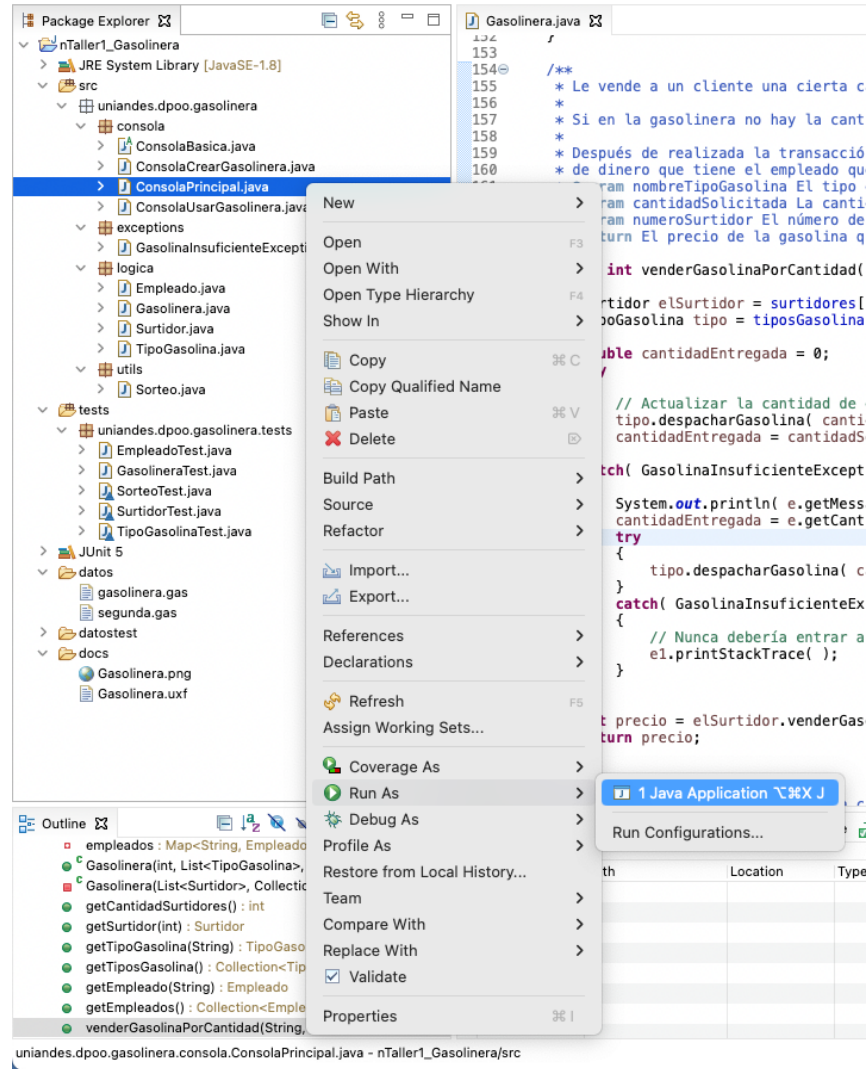 Package Explorer
nTaller1_Gasolinera
JRE System Library [JavaSE-1.8]
src
uniandes.dpoo.gasolinera
consola
ConsolaBasica.java
ConsolaCrearGasolinera.java
ConsolaPrincipal.java
ConsolaUsarGasolinera.java
exceptions
GasolinaInsuficienteExcepti
logica
Empleado.java
Gasolinera.java
Surtidor.java
TipoGasolina.java
utils
Sorteo.java
tests
uniandes.dpoo.gasolinera.tests
EmpleadoTest.java
GasolineraTest.java
SorteoTest.java
SurtidorTest.java
TipoGasolinaTest.java
JUnit 5
datos
gasolinera.gas
segunda.gas
datostest
docs
Gasolinera.png
Gasolinera.uxf
New
Open F3
Open With
Open Type Hierarchy F4
Show In
Copy ⌘ C
Copy Qualified Name
Paste ⌘ V
Delete ⌦
Build Path
Source
Refactor
Import...
Export...
References
Declarations
Refresh F5
Assign Working Sets...
Coverage As
Run As
Debug As
Profile As
Restore from Local History...
Team
Compare With
Replace With
Validate
Properties ⌘ I
1 Java Application ⌥⌘X J
Run Configurations...
Gasolinera.java
152 }
153
154 /**
155 * Le vende a un cliente una cierta c
156 *
157 * Si en la gasolinera no hay la cant
158 *
159 * Después de realizada la transacció
160 * de dinero que tiene el empleado qu
ram nombreTipoGasolina El tipo
ram cantidadSolicitada La canti
ram numeroSurtidor El número de
turn El precio de la gasolina q
int venderGasolinaPorCantidad(
rtidor elSurtidor = surtidores[
poGasolina tipo = tiposGasolina
uble cantidadEntregada = 0;
y
// Actualizar la cantidad de
tipo.despacharGasolina( canti
cantidadEntregada = cantidadS
tch( GasolinaInsuficienteExcept
System.out.println( e.getMess
cantidadEntregada = e.getCant
try
{
tipo.despacharGasolina( c
}
catch( GasolinaInsuficienteEx
{
// Nunca debería entrar a
e1.printStackTrace( );
}
t precio = elSurtidor.venderGas
turn precio;
th Location Type
Outline
empleados : Map<String, Empleado
Gasolinera(int, List<TipoGasolina>,
Gasolinera(List<Surtidor>, Collectic
getCantidadSurtidores() : int
getSurtidor(int) : Surtidor
getTipoGasolina(String) : TipoGaso
getTiposGasolina() : Collection<Tip
getEmpleado(String) : Empleado
getEmpleados() : Collection<Emple
venderGasolinaPorCantidad(String,
uniandes.dpoo.gasolinera.consola.ConsolaPrincipal.java - nTaller1_Gasolinera/src